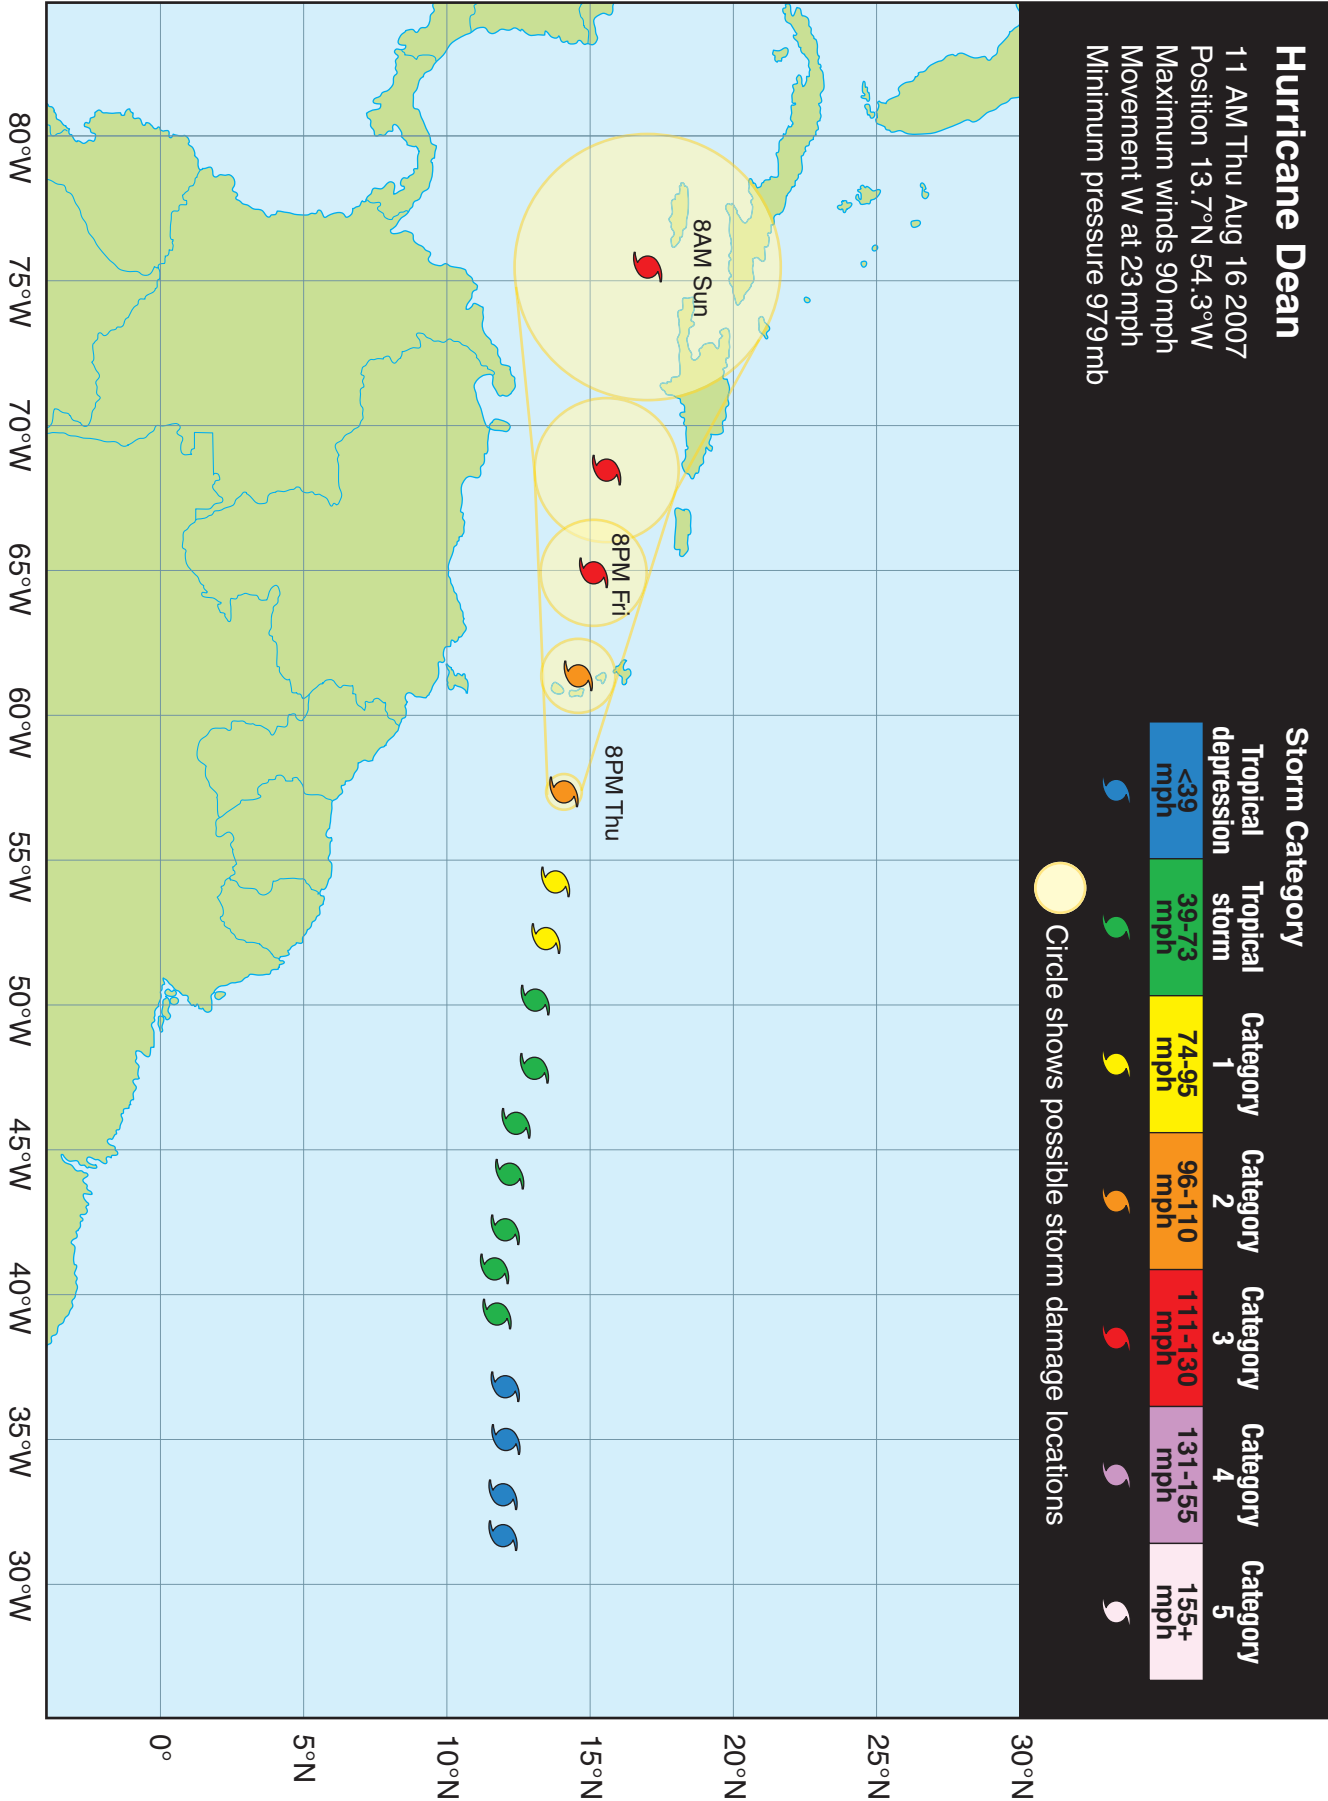 Hurricane Dean
11 AM Thu Aug 16 2007
Position 13.7°N 54.3°W
Maximum winds 90 mph
Movement W at 23 mph
Minimum pressure 979 mb
Storm Category
Tropical
depression
Tropical
storm
Category
1
Category
2
Category
3
Category
4
Category
5
<39
mph
39-73
mph
74-95
mph
96-110
mph
111-130
mph
131-155
mph
155+
mph
Circle shows possible storm damage locations
30°N
25°N
20°N
15°N
10°N
5°N
0°
8AM Sun
8PM Fri
8PM Thu
80°W
75°W
70°W
65°W
60°W
55°W
50°W
45°W
40°W
35°W
30°W